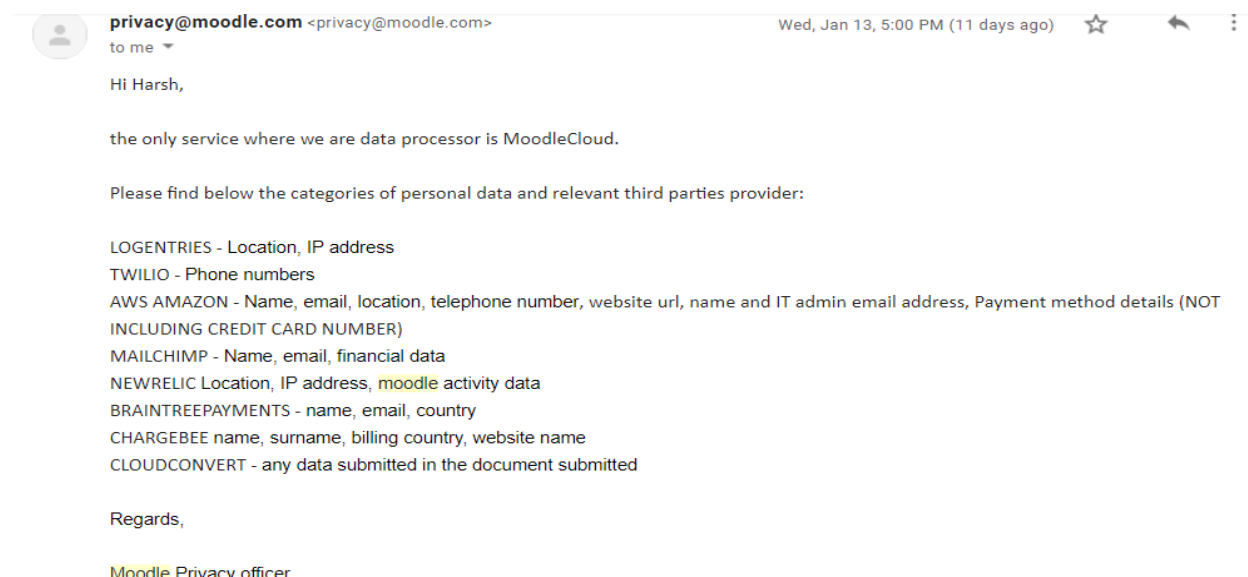 privacy@moodle.com <privacy@moodle.com> Wed, Jan 13, 5:00 PM (11 days ago)
to me
Hi Harsh,
the only service where we are data processor is MoodleCloud.
Please find below the categories of personal data and relevant third parties provider:
LOGENTRIES - Location, IP address
TWILIO - Phone numbers
AWS AMAZON - Name, email, location, telephone number, website url, name and IT admin email address, Payment method details (NOT
INCLUDING CREDIT CARD NUMBER)
MAILCHIMP - Name, email, financial data
NEWRELIC Location, IP address, moodle activity data
BRAINTREEPAYMENTS - name, email, country
CHARGEBEE name, surname, billing country, website name
CLOUDCONVERT - any data submitted in the document submitted
Regards,
Moodle Privacy officer